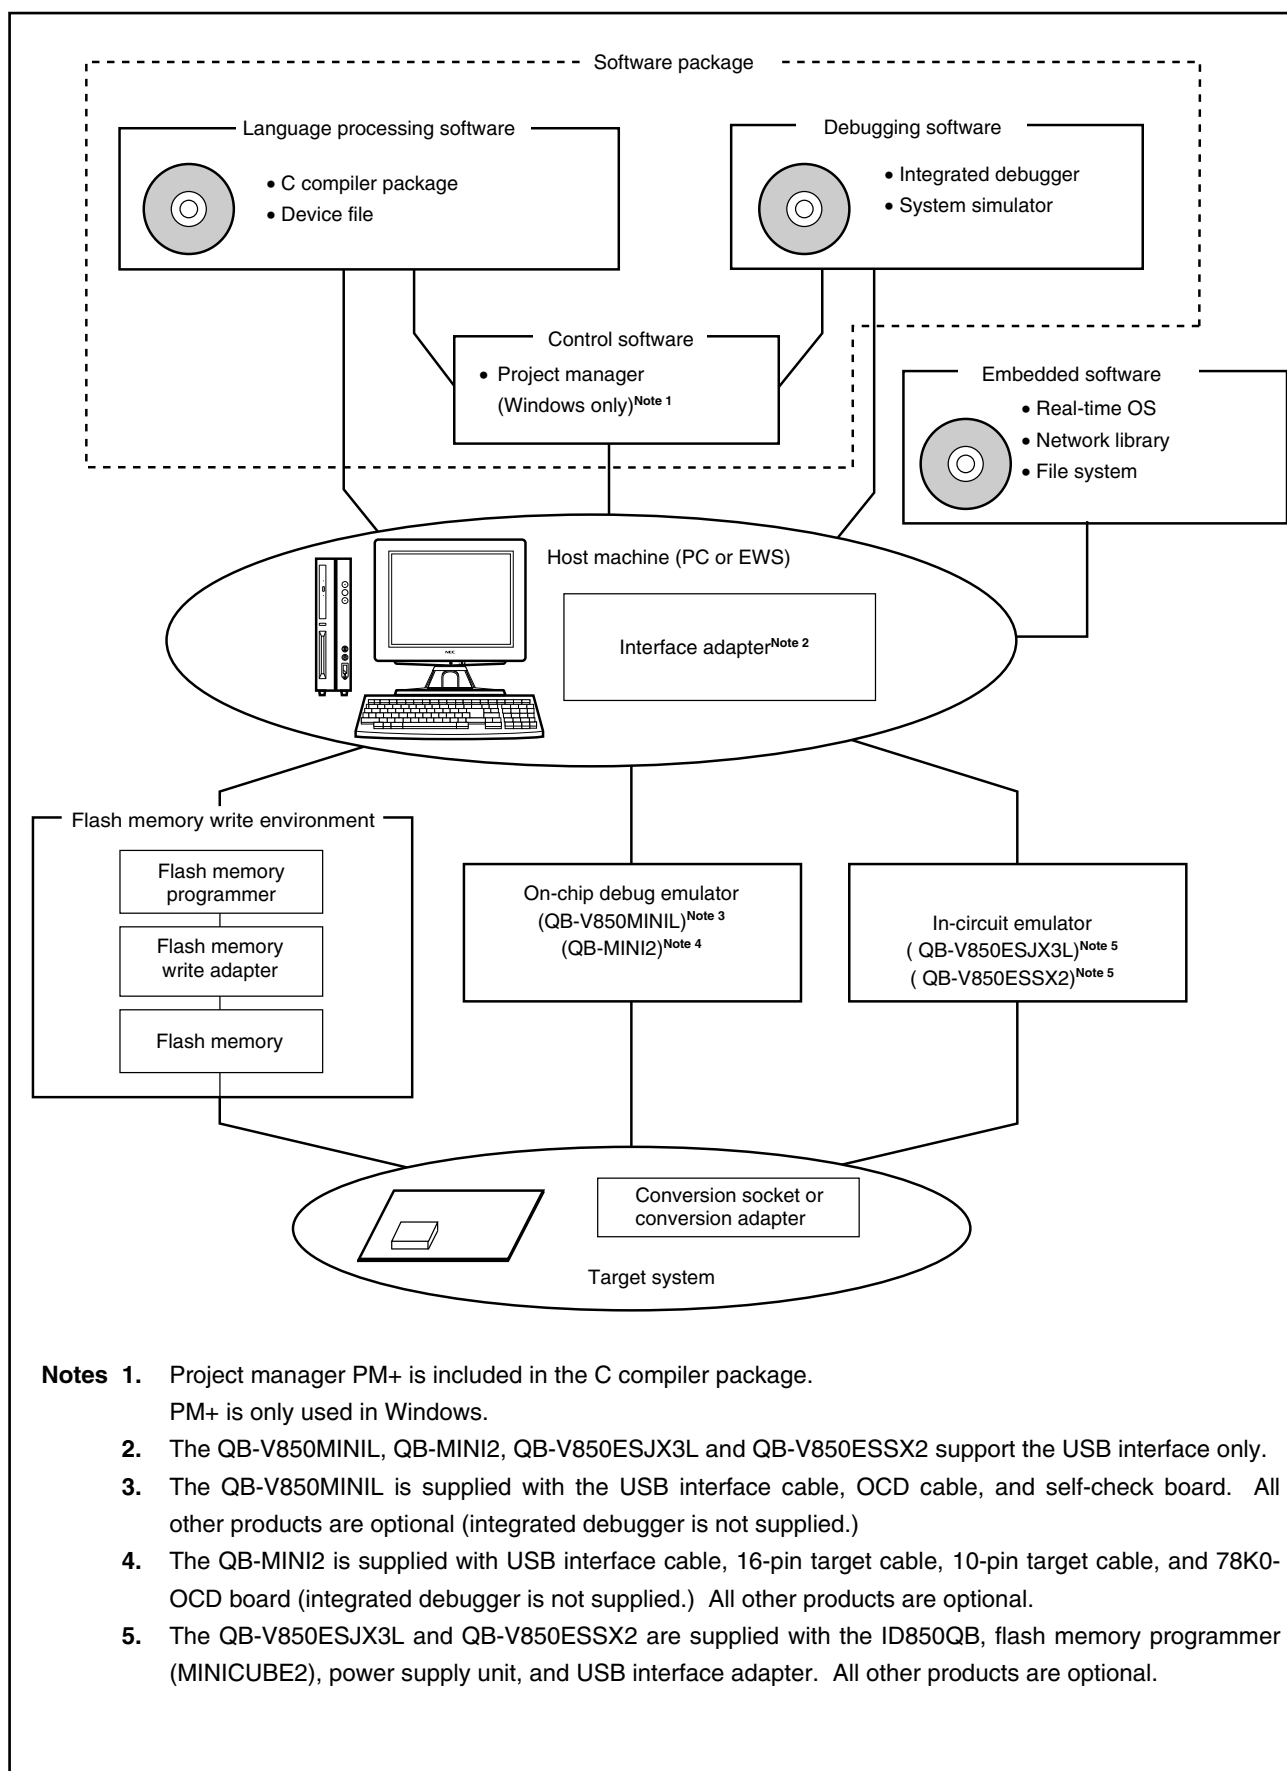 Software package
Language processing software
• C compiler package
• Device file
Debugging software
• Integrated debugger
• System simulator
Control software
• Project manager
(Windows only)Note 1
Embedded software
• Real-time OS
• Network library
• File system
Host machine (PC or EWS)
NEC
Interface adapterNote 2
Flash memory write environment
Flash memory
programmer
Flash memory
write adapter
Flash memory
On-chip debug emulator
(QB-V850MINIL)Note 3
(QB-MINI2)Note 4
In-circuit emulator
( QB-V850ESJX3L)Note 5
( QB-V850ESSX2)Note 5
Conversion socket or
conversion adapter
Target system
Notes 1. Project manager PM+ is included in the C compiler package.
PM+ is only used in Windows.
2. The QB-V850MINIL, QB-MINI2, QB-V850ESJX3L and QB-V850ESSX2 support the USB interface only.
3. The QB-V850MINIL is supplied with the USB interface cable, OCD cable, and self-check board. All
other products are optional (integrated debugger is not supplied.)
4. The QB-MINI2 is supplied with USB interface cable, 16-pin target cable, 10-pin target cable, and 78K0-
OCD board (integrated debugger is not supplied.) All other products are optional.
5. The QB-V850ESJX3L and QB-V850ESSX2 are supplied with the ID850QB, flash memory programmer
(MINICUBE2), power supply unit, and USB interface adapter. All other products are optional.